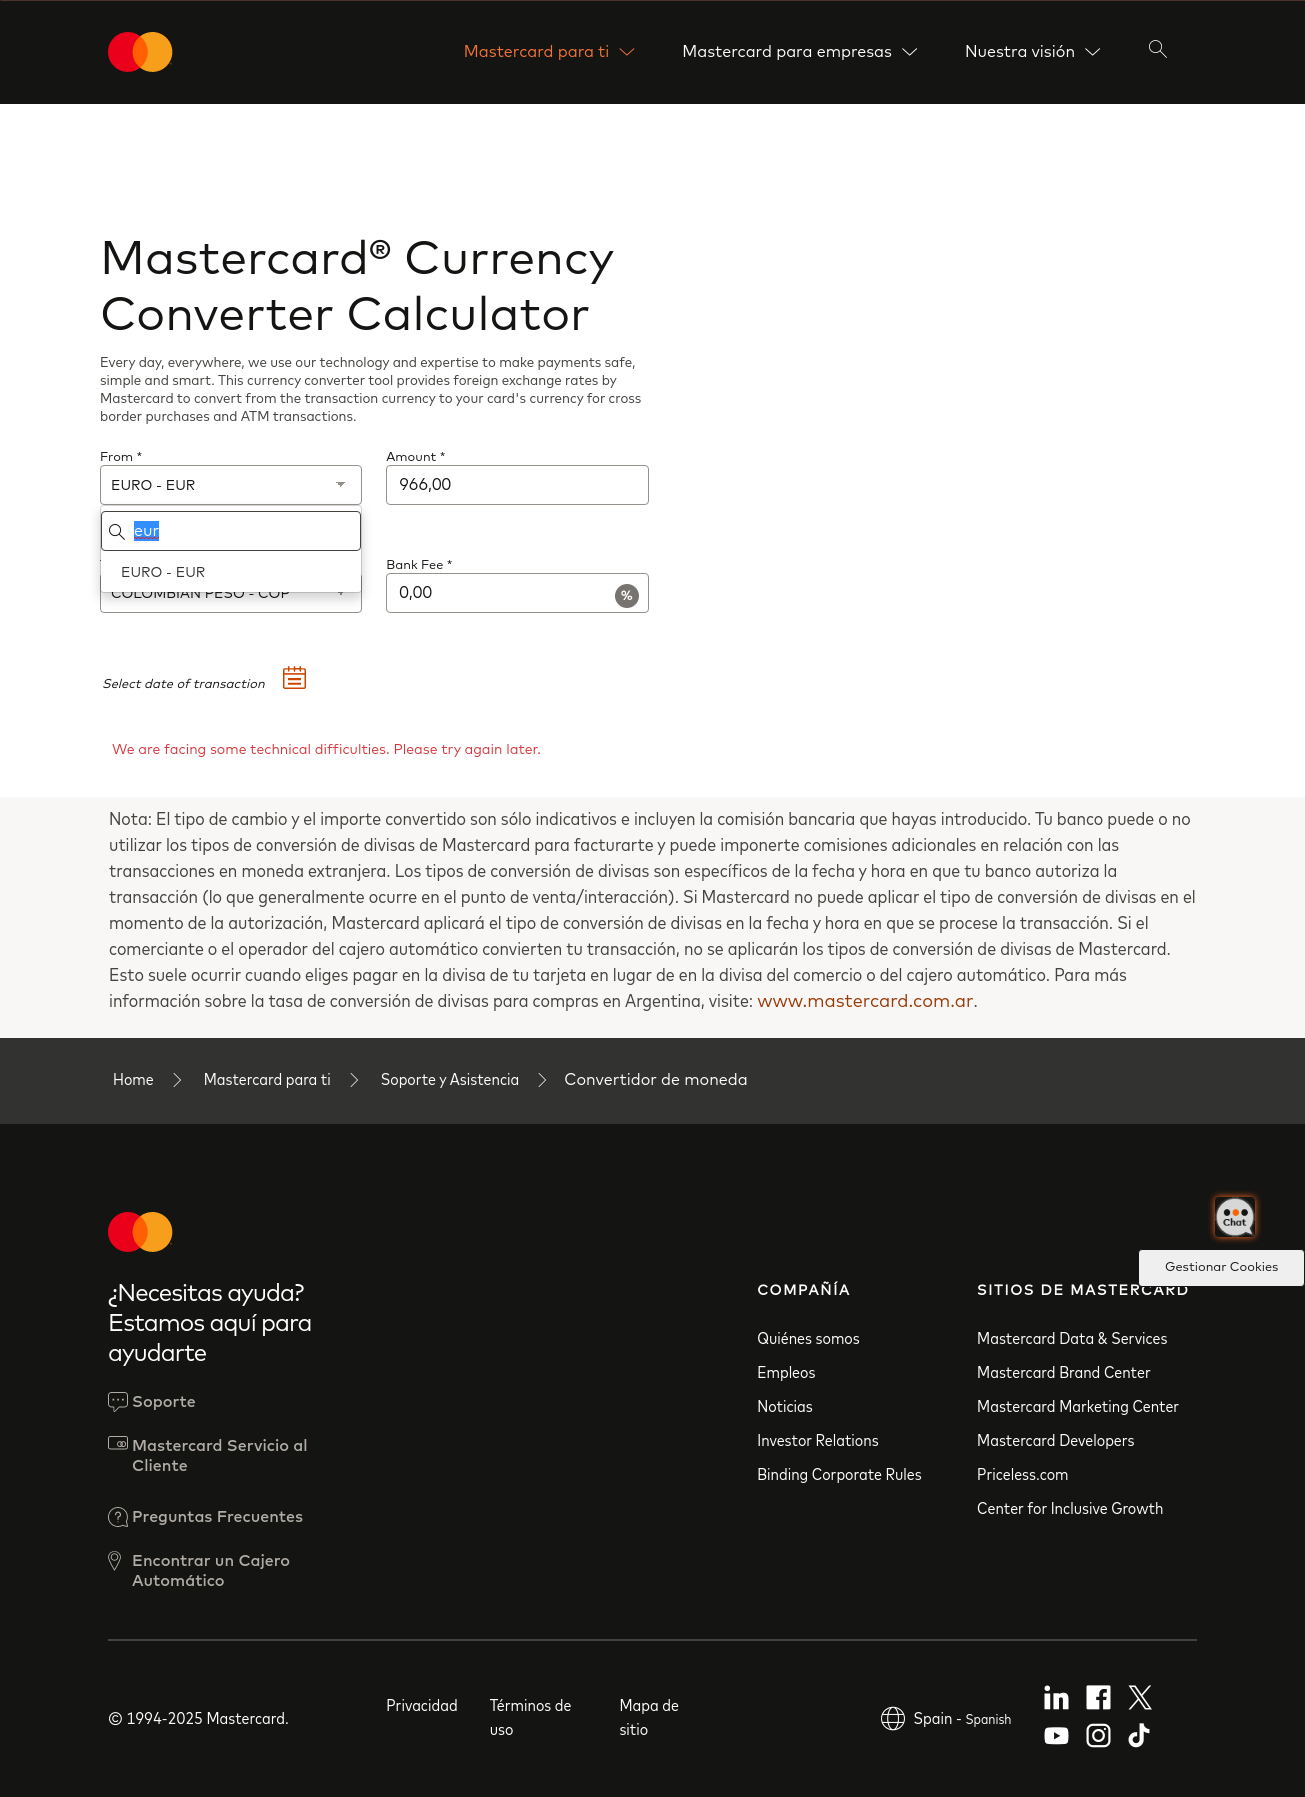 Mastercard para ti
Mastercard para empresas
Nuestra visión
Mastercard® Currency
Converter Calculator
Every day, everywhere, we use our technology and expertise to make payments safe,
simple and smart. This currency converter tool provides foreign exchange rates by
Mastercard to convert from the transaction currency to your card's currency for cross
border purchases and ATM transactions.
From *
Amount *
EURO - EUR
966,00
eur
EURO - EUR
Bank Fee *
COLOMBIAN PESO - COP
0,00
%
Select date of transaction
We are facing some technical difficulties. Please try again later.
Nota: El tipo de cambio y el importe convertido son sólo indicativos e incluyen la comisión bancaria que hayas introducido. Tu banco puede o no
utilizar los tipos de conversión de divisas de Mastercard para facturarte y puede imponerte comisiones adicionales en relación con las
transacciones en moneda extranjera. Los tipos de conversión de divisas son específicos de la fecha y hora en que tu banco autoriza la
transacción (lo que generalmente ocurre en el punto de venta/interacción). Si Mastercard no puede aplicar el tipo de conversión de divisas en el
momento de la autorización, Mastercard aplicará el tipo de conversión de divisas en la fecha y hora en que se procese la transacción. Si el
comerciante o el operador del cajero automático convierten tu transacción, no se aplicarán los tipos de conversión de divisas de Mastercard.
Esto suele ocurrir cuando eliges pagar en la divisa de tu tarjeta en lugar de en la divisa del comercio o del cajero automático. Para más
información sobre la tasa de conversión de divisas para compras en Argentina, visite: www.mastercard.com.ar.
Home
Mastercard para ti
Soporte y Asistencia
Convertidor de moneda
Chat
Gestionar Cookies
¿Necesitas ayuda?
Estamos aquí para
ayudarte
Soporte
Mastercard Servicio al
Cliente
Preguntas Frecuentes
Encontrar un Cajero
Automático
COMPAÑÍA
Quiénes somos
Empleos
Noticias
Investor Relations
Binding Corporate Rules
SITIOS DE MASTERCARD
Mastercard Data & Services
Mastercard Brand Center
Mastercard Marketing Center
Mastercard Developers
Priceless.com
Center for Inclusive Growth
© 1994-2025 Mastercard.
Privacidad
Términos de
uso
Mapa de
sitio
Spain - Spanish